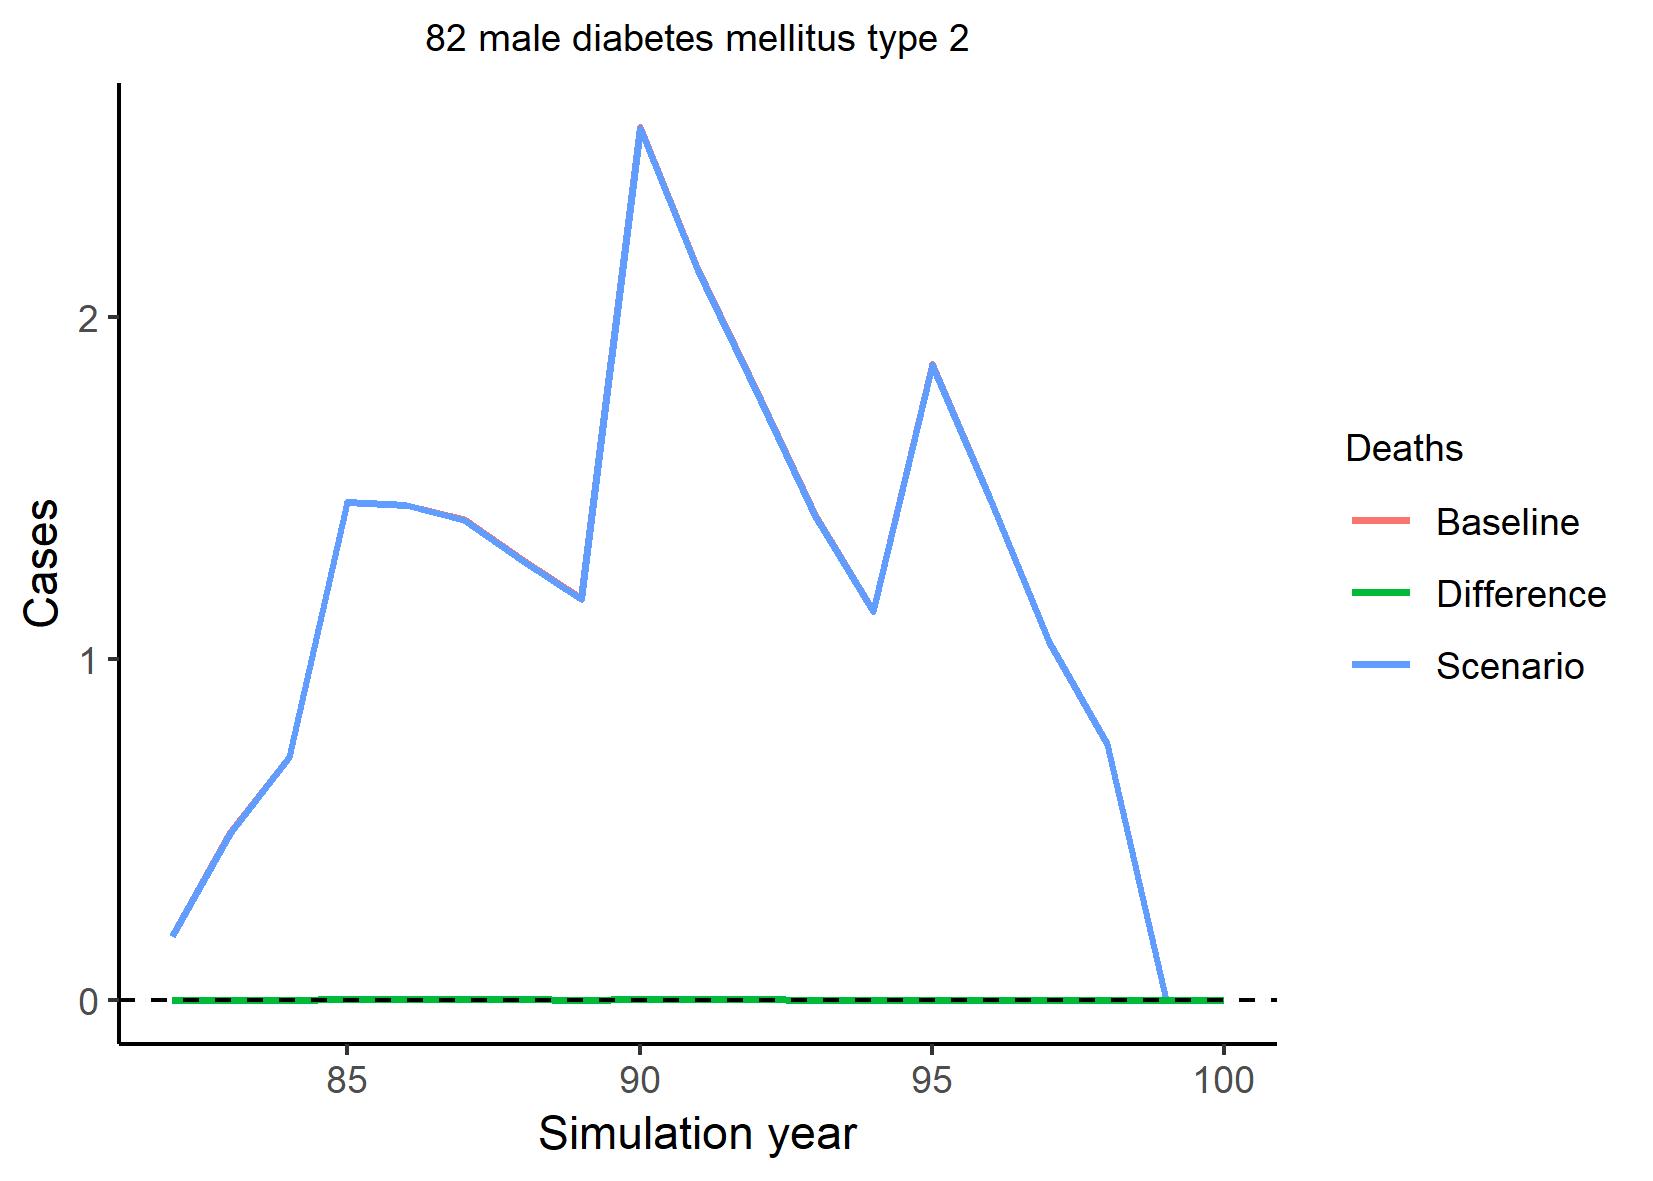 82 male diabetes mellitus type 2
Cases
2
1
0
85
90
95
100
Simulation year
Deaths
Baseline
Difference
Scenario